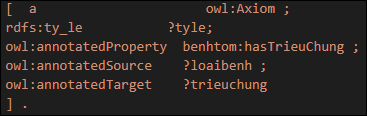 [ a owl:Axiom ;
rdfs:ty_le ?tyle;
owl:annotatedProperty benhtom:hasTrieuChung ;
owl:annotatedSource ?loaibenh ;
owl:annotatedTarget ?trieuchung
] .